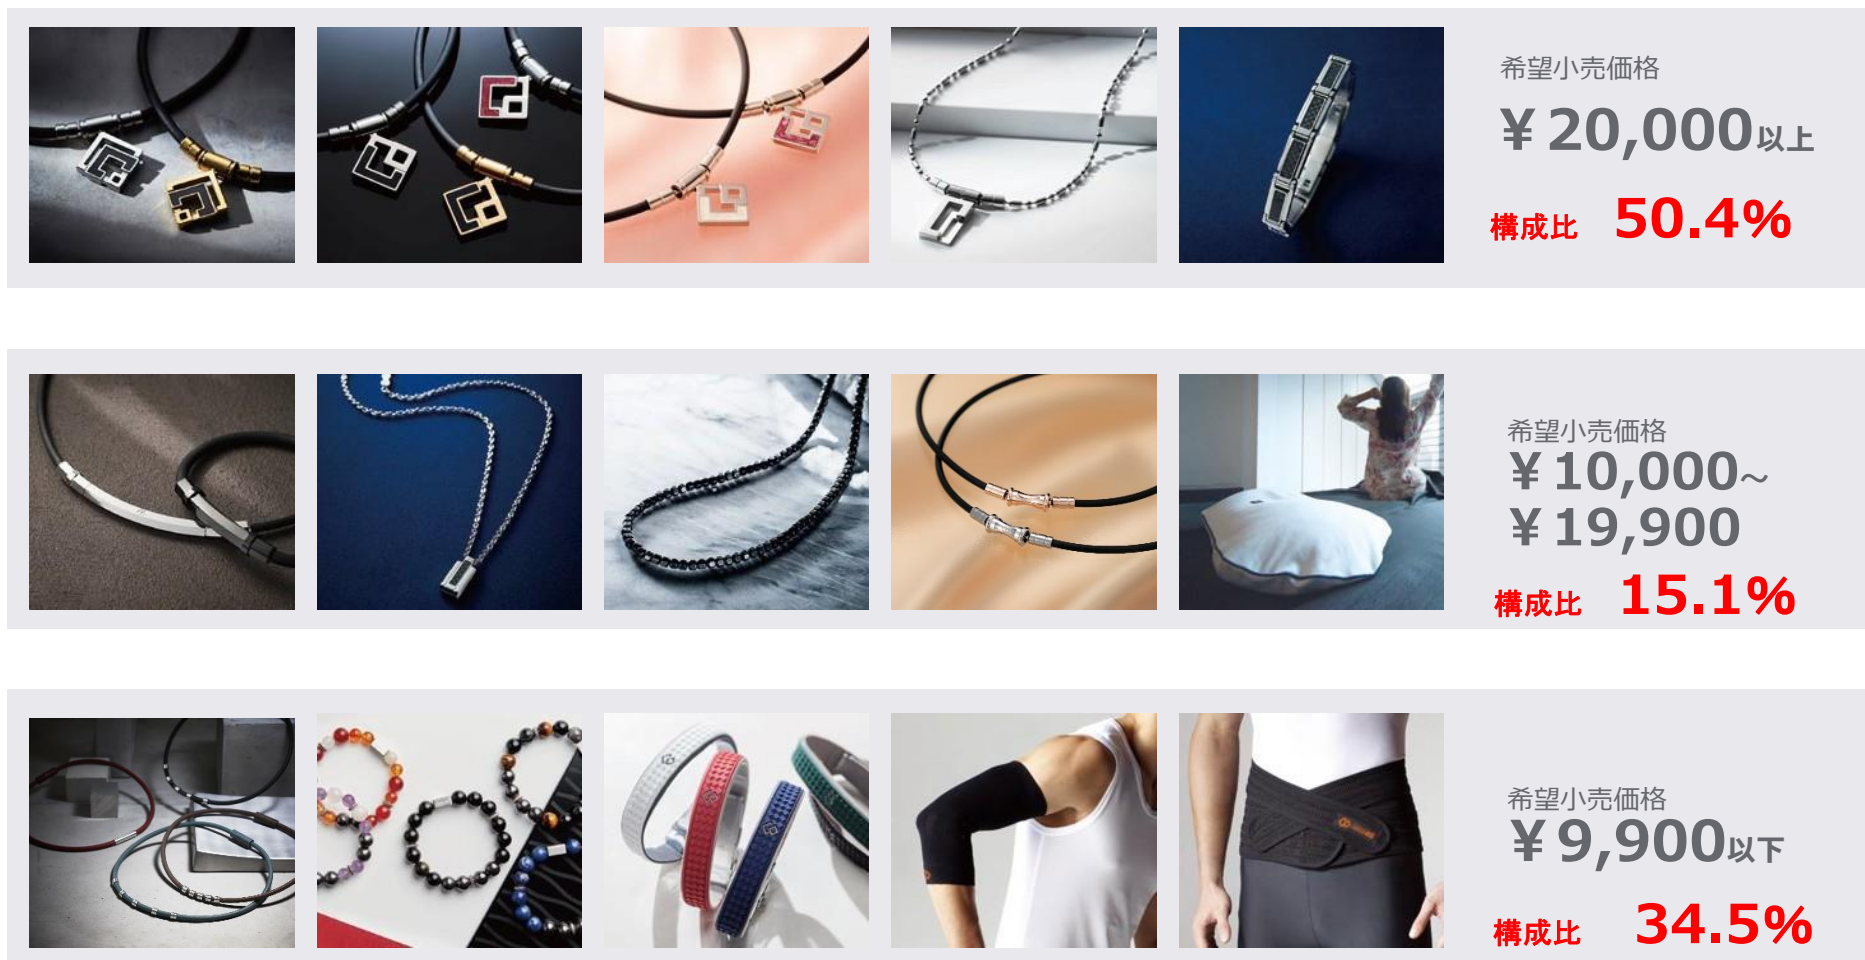 希望小売価格
¥20,000以上
構成比 50.4%
希望小売価格
¥10,000～
¥19,900
構成比 15.1%
希望小売価格
¥9,900以下
構成比 34.5%